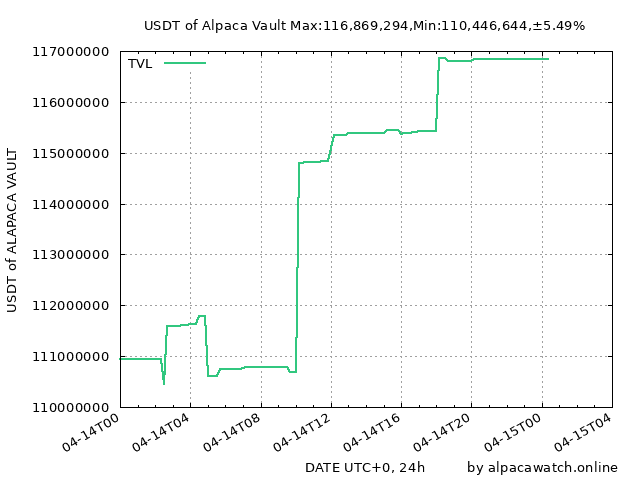 USDT of Alpaca Vault Max:116,869,294,Min:110,446,644,±5.49%
117000000
TVL
116000000
115000000
114000000
113000000
112000000
111000000
110000000
USDT of ALAPACA VAULT
04-14T00
04-14T04
04-14T08
04-14T12
04-14T16
04-14T20
04-15T00
04-15T04
DATE UTC+0, 24h
by alpacawatch.online